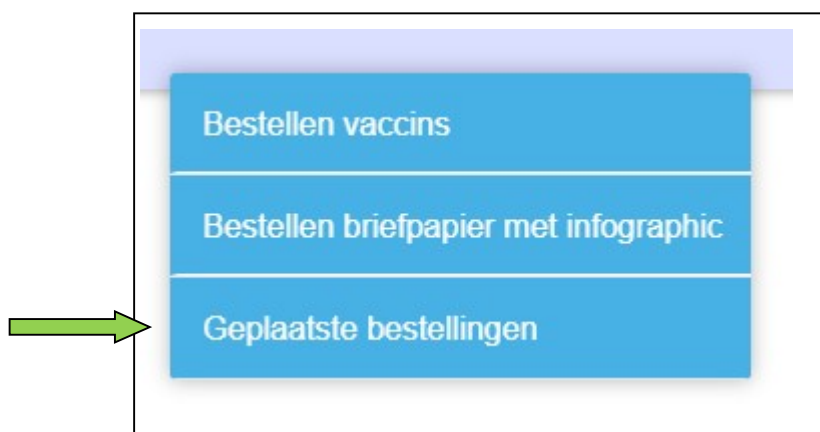 Bestellen vaccins
Bestellen briefpapier met infographic
Geplaatste bestellingen